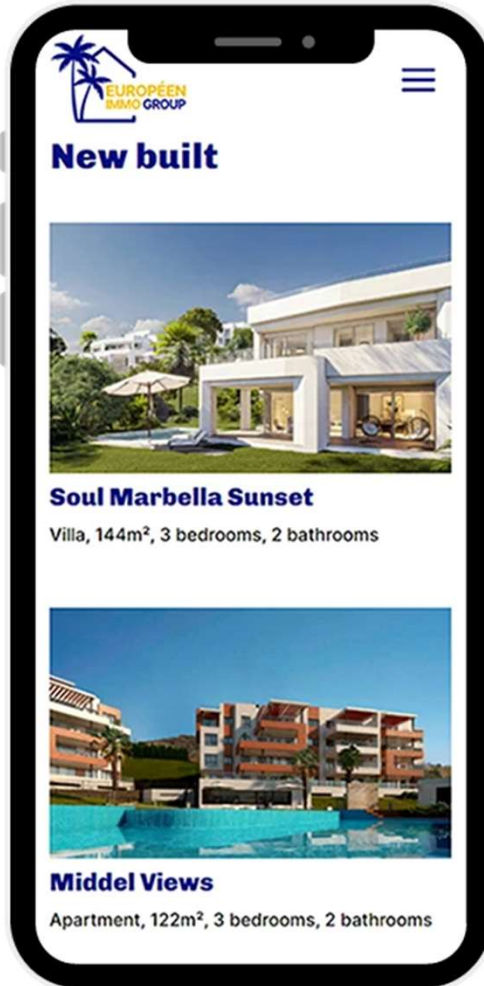 EUROPÉEN
IMMO GROUP
New built
Soul Marbella Sunset
Villa, 144m², 3 bedrooms, 2 bathrooms
Middel Views
Apartment, 122m², 3 bedrooms, 2 bathrooms